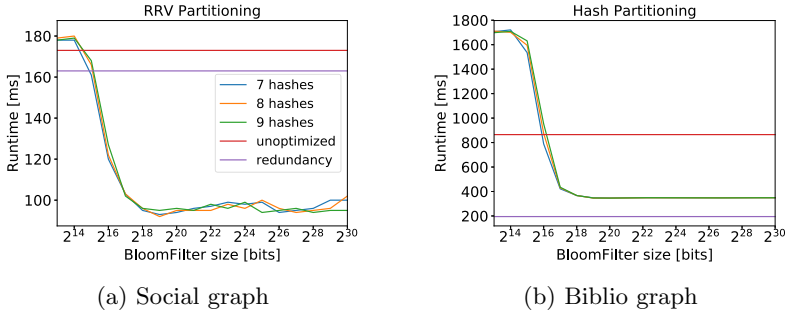 RRV Partitioning
180
160
140
120
100
Runtime [ms]
7 hashes
8 hashes
9 hashes
unoptimized
redundancy
2^14 2^16 2^18 2^20 2^22 2^24 2^26 2^28 2^30
BloomFilter size [bits]
(a) Social graph
Hash Partitioning
1800
1600
1400
1200
1000
800
600
400
200
Runtime [ms]
2^14 2^16 2^18 2^20 2^22 2^24 2^26 2^28 2^30
BloomFilter size [bits]
(b) Biblio graph